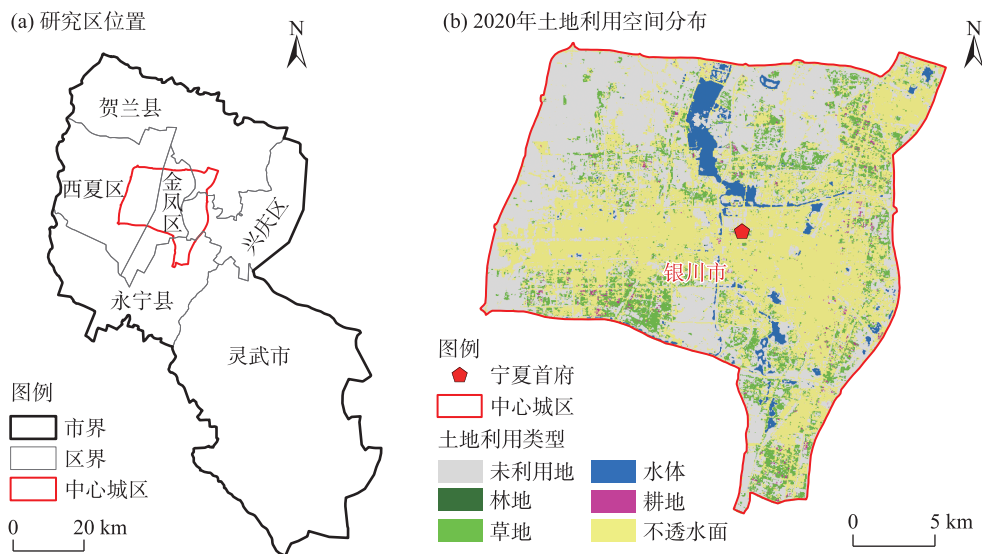 (a) 研究区位置
N
贺兰县
西夏区
金凤区
兴庆区
永宁县
灵武市
图例
市界
区界
中心城区
0 20 km
(b) 2020年土地利用空间分布
N
银川市
图例
宁夏首府
中心城区
土地利用类型
未利用地
水体
林地
耕地
草地
不透水面
0 5 km